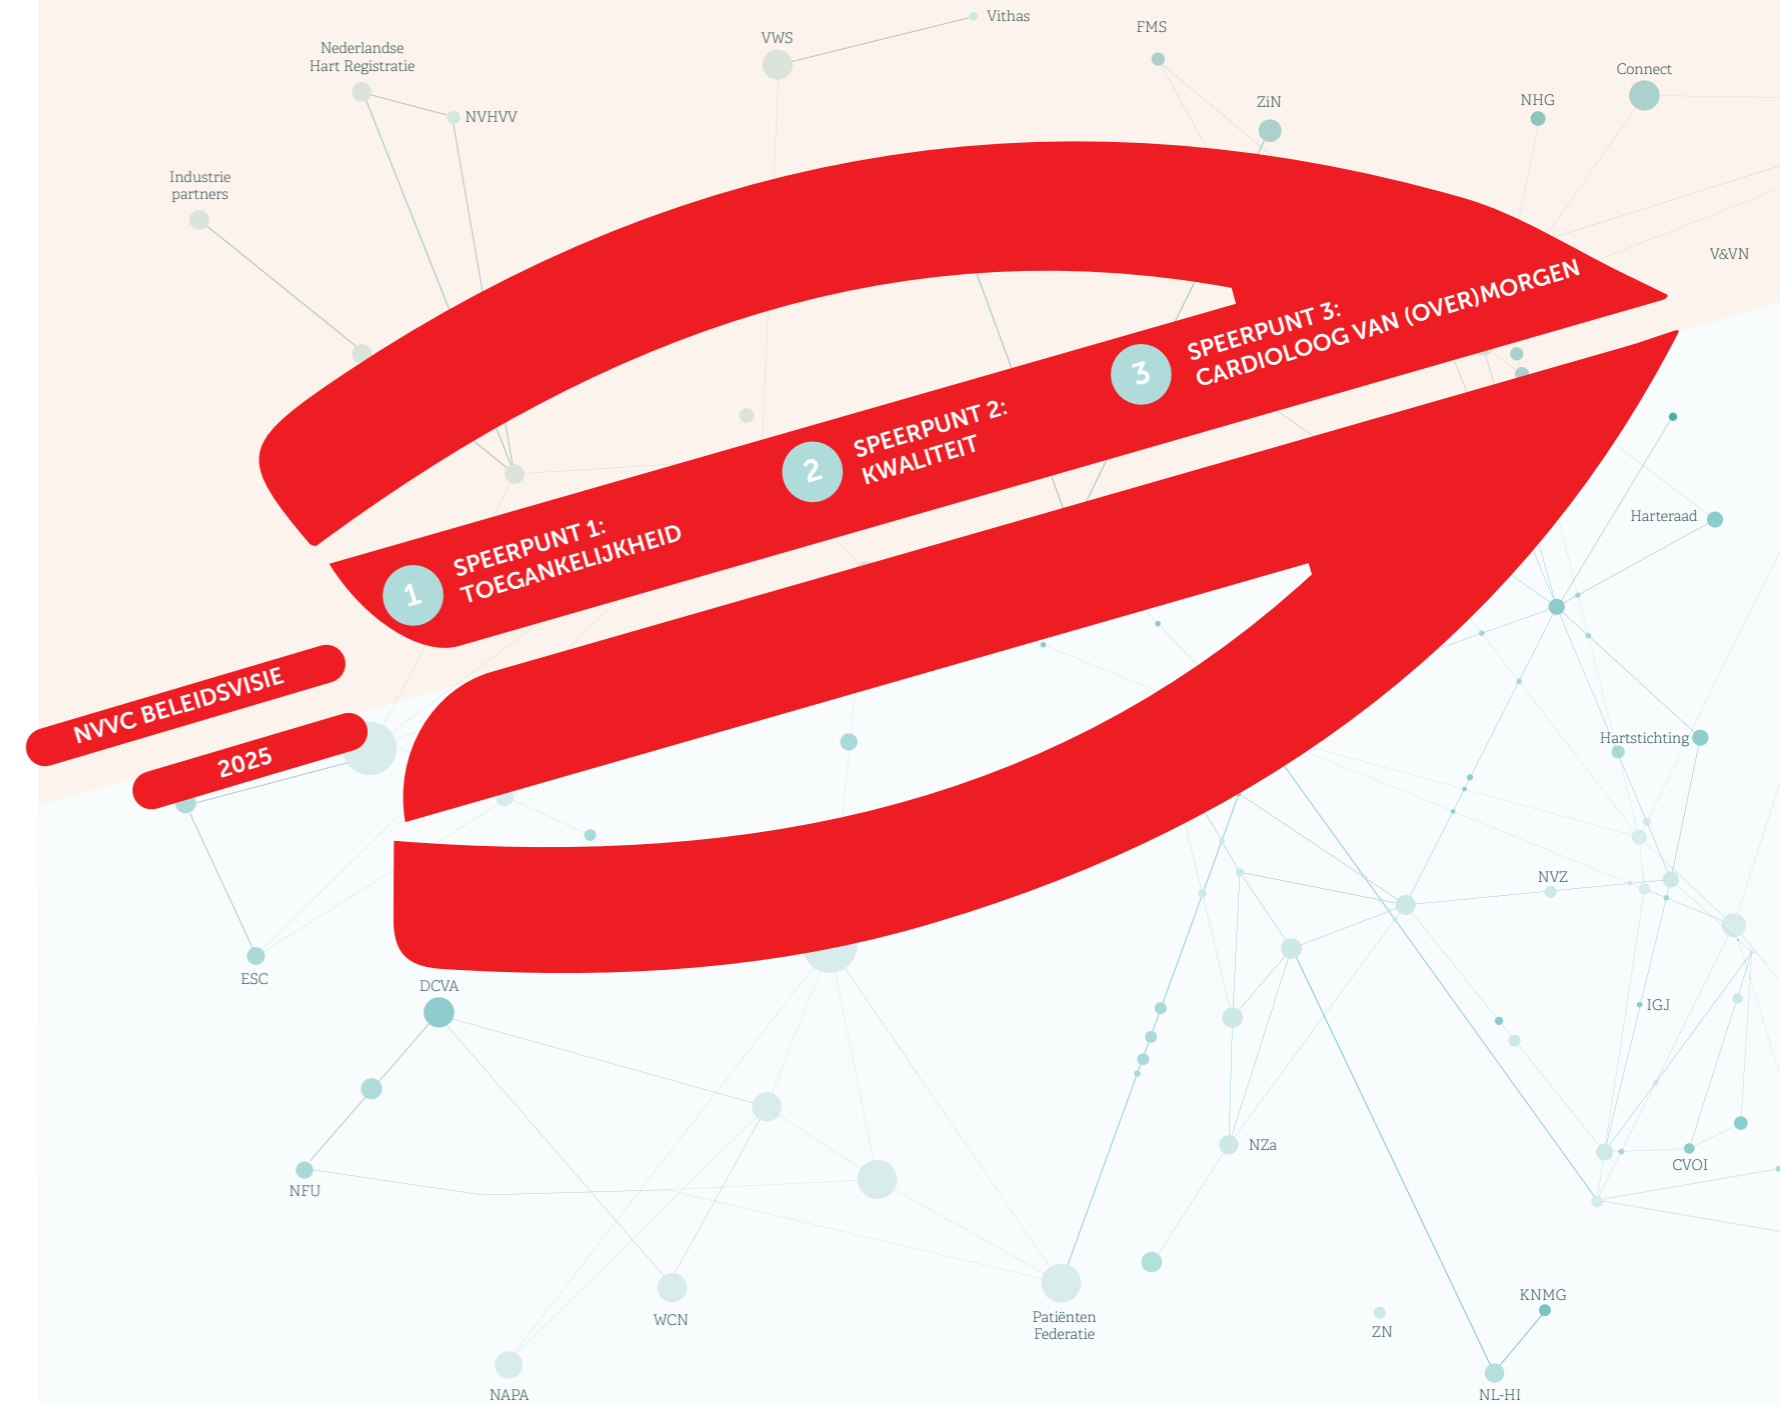 Vithas
FMS
VWS
Nederlandse
Hart Registratie
Connect
NHG
ZiN
NVHVV
Industrie
partners
V&VN
SPEERPUNT 3:
CARDIOLOOG VAN (OVER)MORGEN
3
SPEERPUNT 2:
KWALITEIT
2
SPEERPUNT 1:
TOEGANKELIJKHEID
1
Harteraad
NVVC BELEIDSVISIE
2025
Hartstichting
NVZ
ESC
DCVA
IGJ
NZa
CVOI
NFU
KNMG
WCN
Patiënten
Federatie
ZN
NAPA
NL-HI